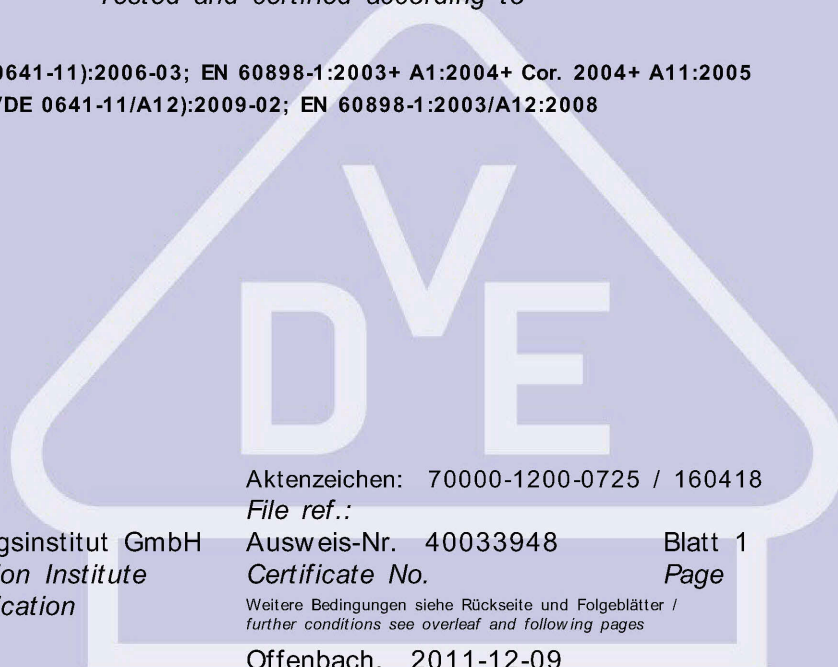 Tested and certified according to
0641-11):2006-03; EN 60898-1:2003+ A1:2004+ Cor. 2004+ A11:2005
VDE 0641-11/A12):2009-02; EN 60898-1:2003/A12:2008
V
D E
Aktenzeichen: 70000-1200-0725 / 160418
File ref.:
gsinstitut GmbH Ausweis-Nr. 40033948 Blatt 1
on Institute Certificate No. Page
cation
Weitere Bedingungen siehe Rückseite und Folgeblätter /
further conditions see overleaf and following pages
Offenbach, 2011-12-09